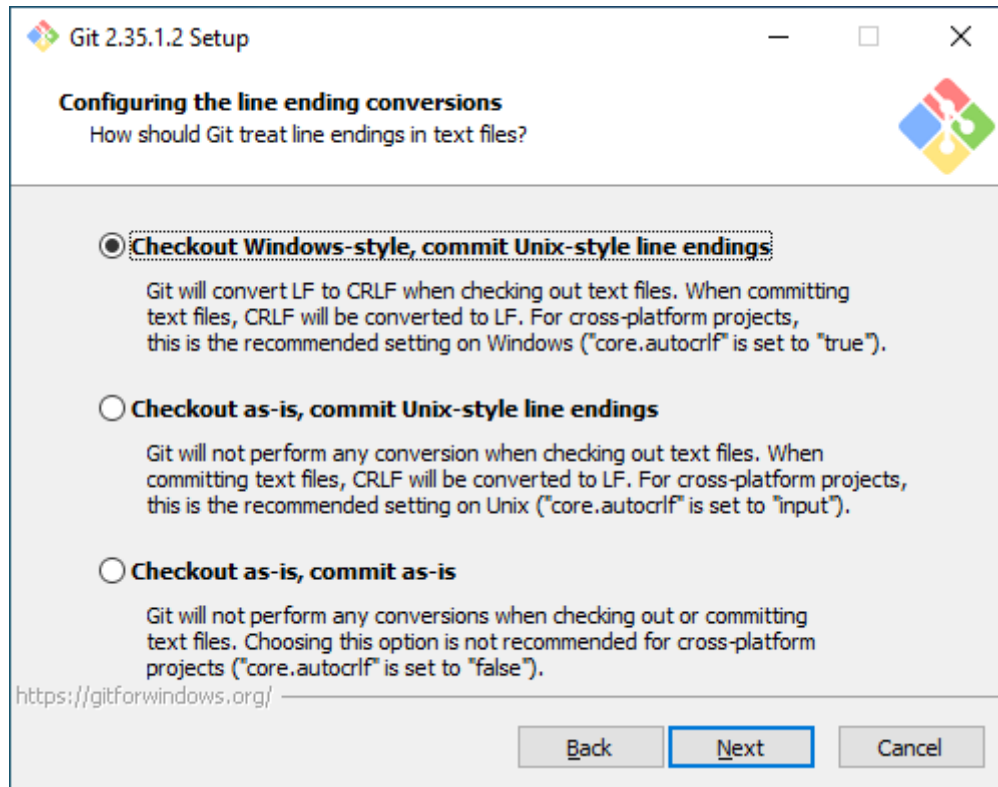 Git 2.35.1.2 Setup
Configuring the line ending conversions
How should Git treat line endings in text files?
Checkout Windows-style, commit Unix-style line endings
Git will convert LF to CRLF when checking out text files. When committing
text files, CRLF will be converted to LF. For cross-platform projects,
this is the recommended setting on Windows ("core.autocrlf" is set to "true").
Checkout as-is, commit Unix-style line endings
Git will not perform any conversion when checking out text files. When
committing text files, CRLF will be converted to LF. For cross-platform projects,
this is the recommended setting on Unix ("core.autocrlf" is set to "input").
Checkout as-is, commit as-is
Git will not perform any conversions when checking out or committing
text files. Choosing this option is not recommended for cross-platform
projects ("core.autocrlf" is set to "false").
https://gitforwindows.org/
Back
Next
Cancel